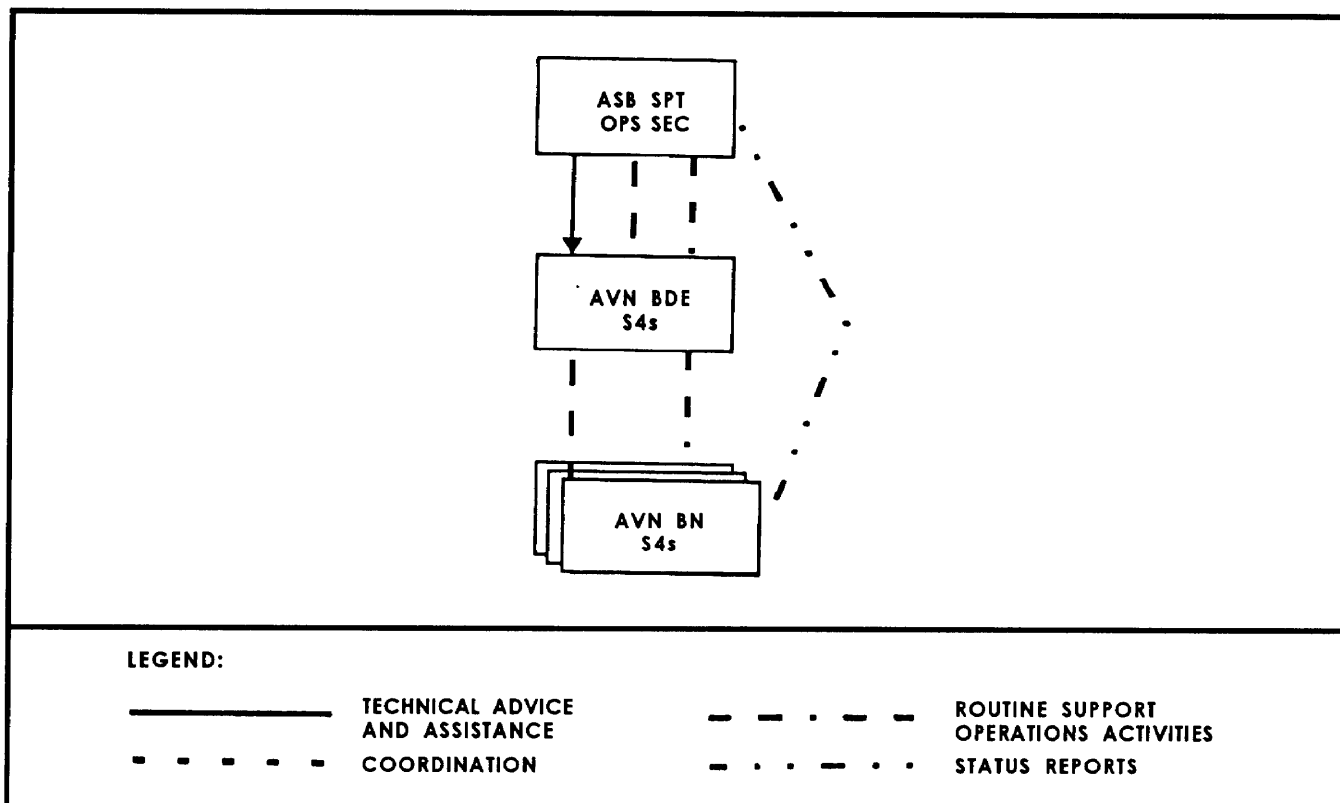 ASB SPT
OPS SEC
AVN BDE
S4s
AVN BN
S4s
LEGEND:
TECHNICAL ADVICE
AND ASSISTANCE
COORDINATION
ROUTINE SUPPORT
OPERATIONS ACTIVITIES
STATUS REPORTS